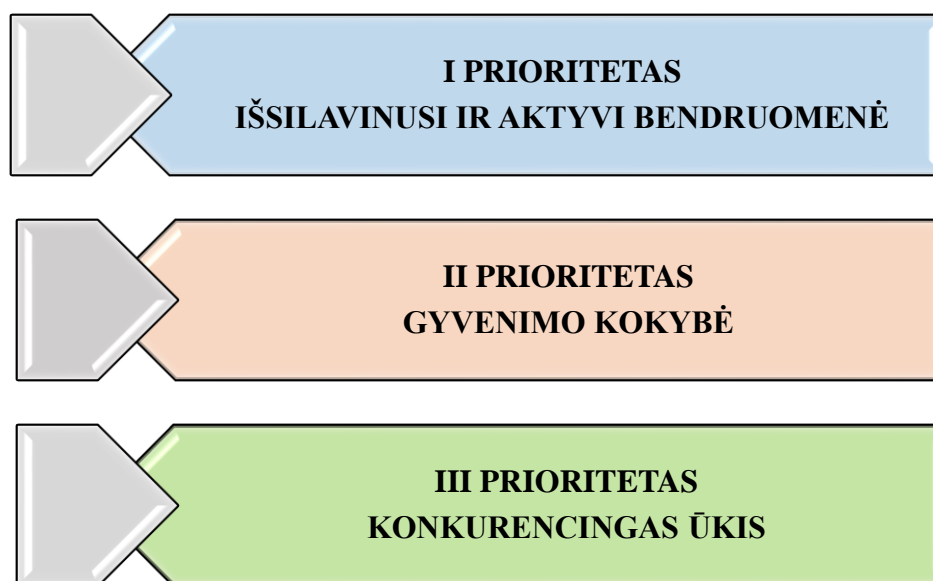 I PRIORITETAS
IŠSILAVINUSI IR AKTYVI BENDRUOMENĖ
II PRIORITETAS
GYVENIMO KOKYBĖ
III PRIORITETAS
KONKURENCINGAS ŪKIS